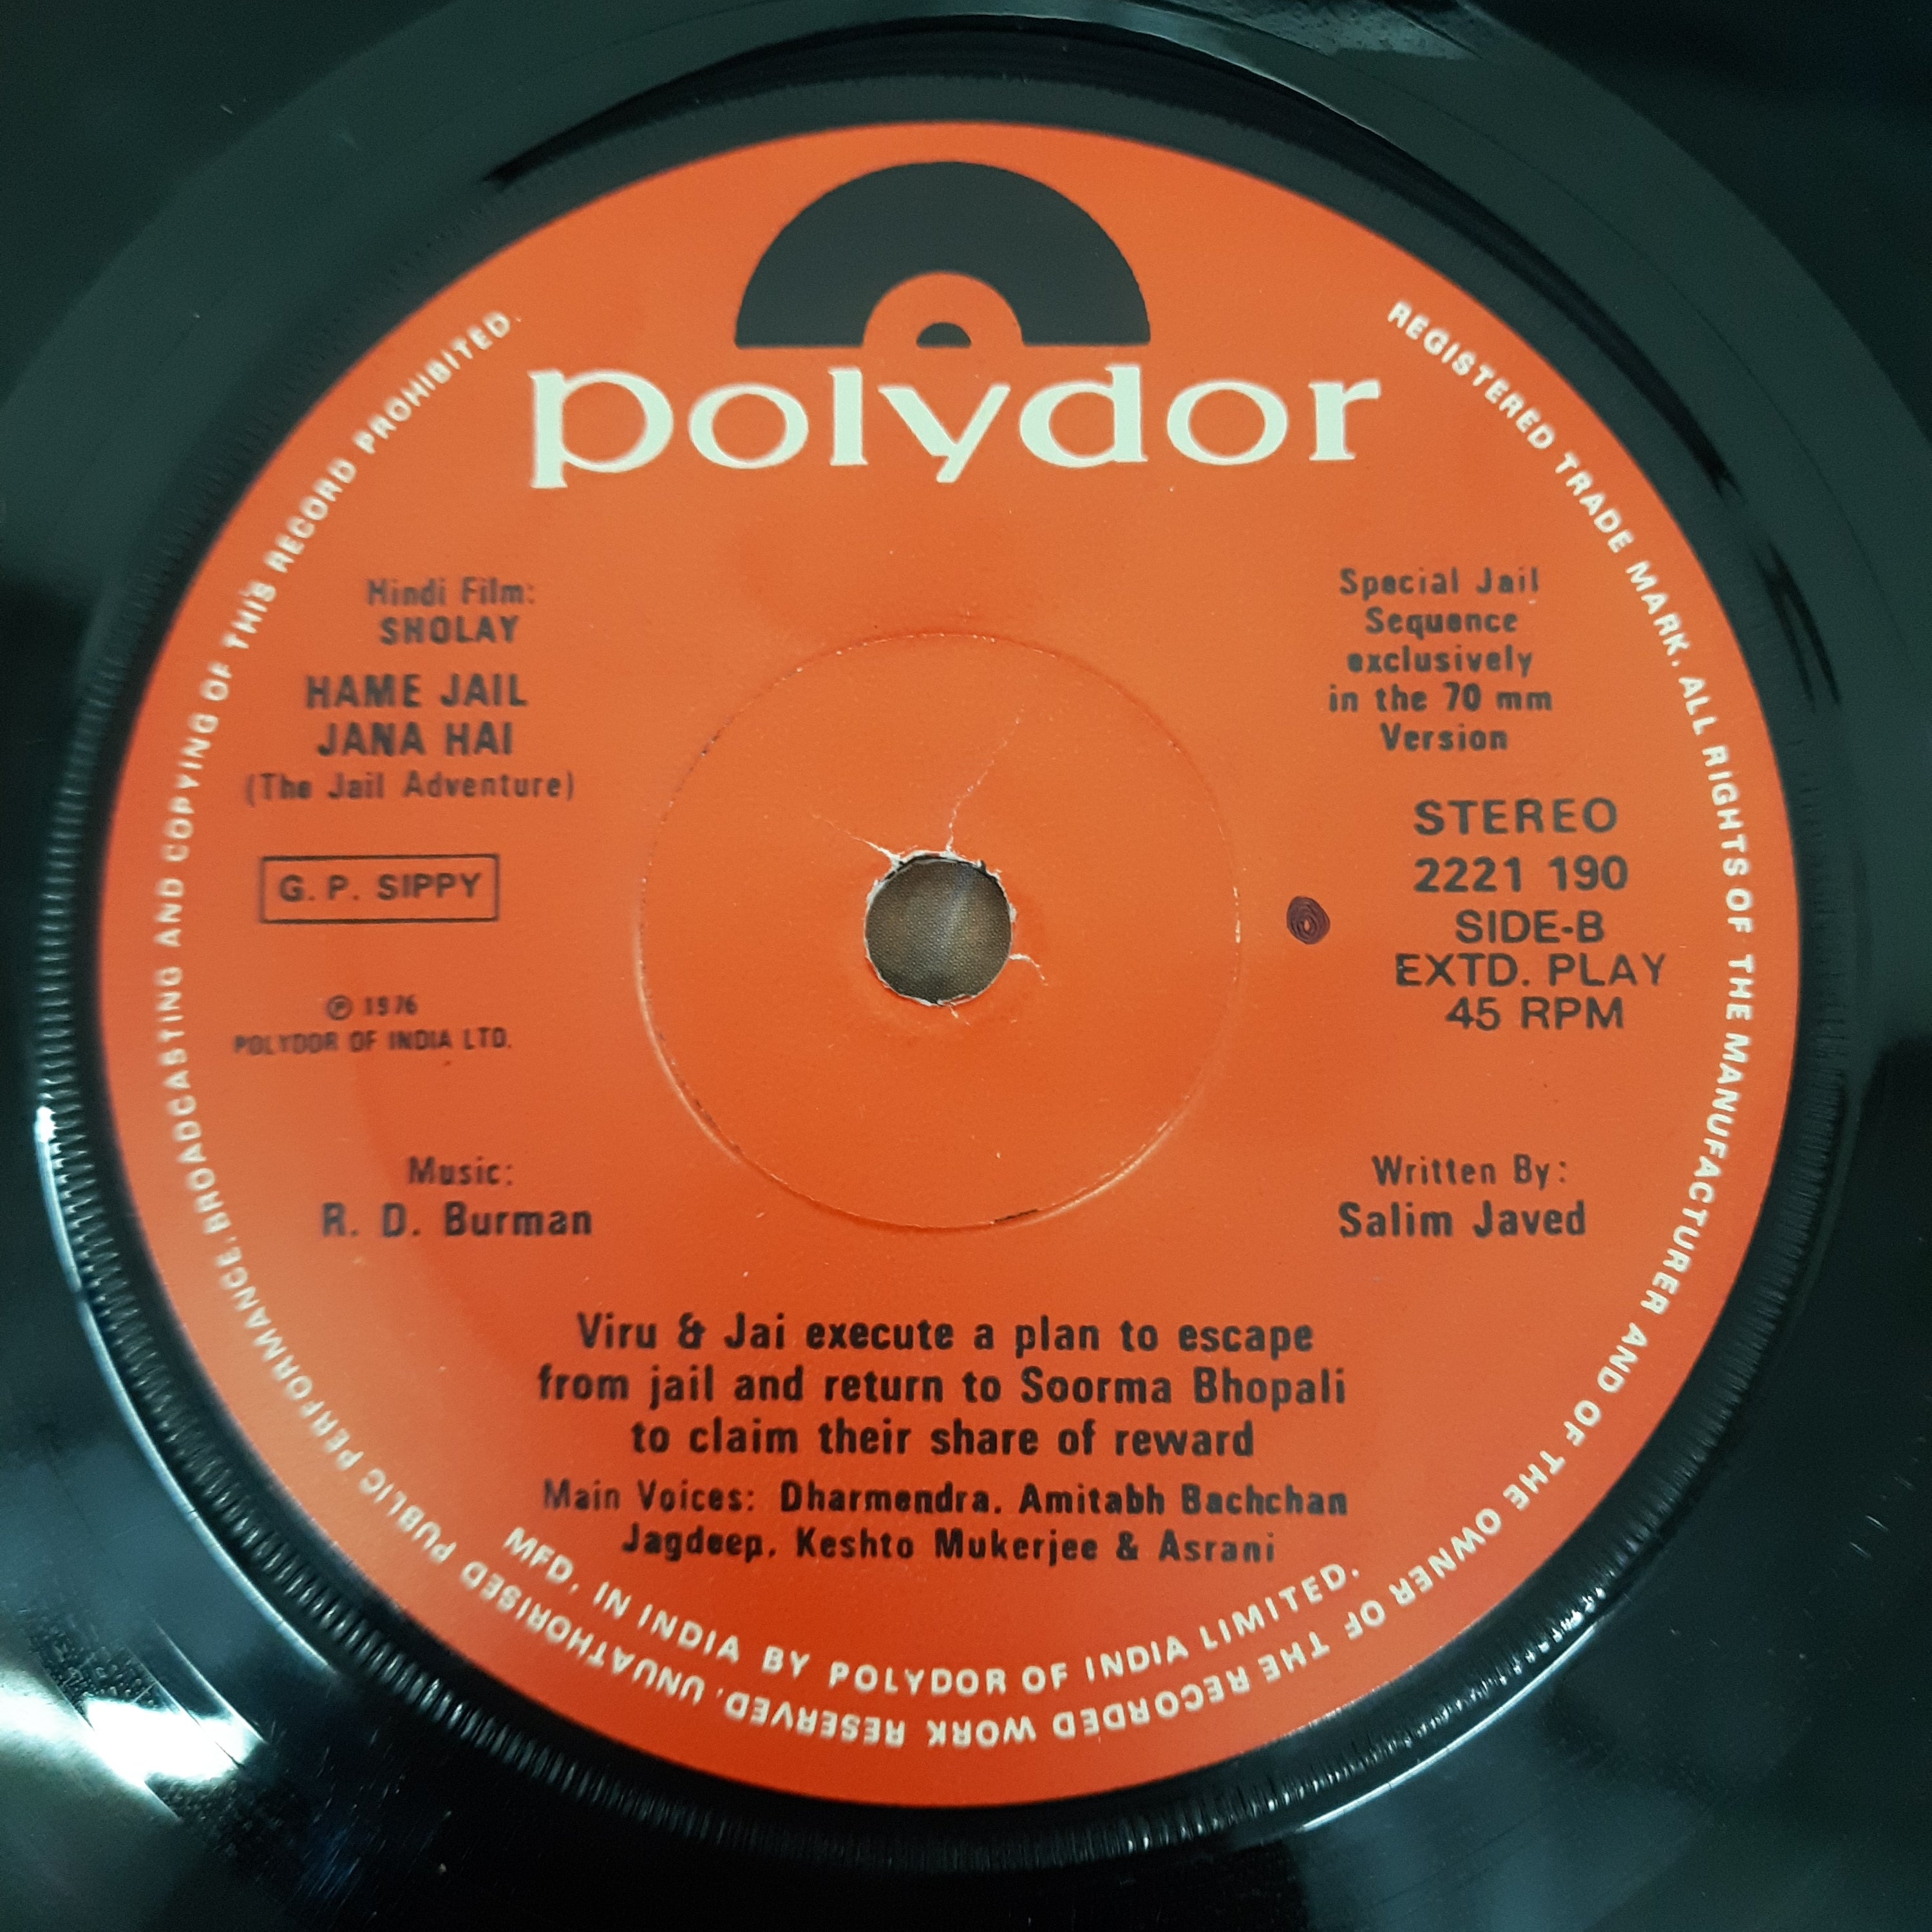 polydor
Hindi Film:
SHOLAY
HAME JAIL
JANA HAI
(The Jail Adventure)
G. P. SIPPY
℗ 1976
POLYDOR OF INDIA LTD.
Special Jail
Sequence
exclusively
in the 70 mm
Version
STEREO
2221 190
SIDE-B
EXTD. PLAY
45 RPM
Music:
R. D. Burman
Written By:
Salim Javed
Viru & Jai execute a plan to escape
from jail and return to Soorma Bhopali
to claim their share of reward
Main Voices: Dharmendra. Amitabh Bachchan
Jagdeep. Keshto Mukerjee & Asrani
MFD. IN INDIA BY POLYDOR OF INDIA LIMITED.
REGISTERED TRADE MARK. ALL RIGHTS OF THE MANUFACTURER AND OF THE OWNER OF THE RECORDED WORK RESERVED. UNUATHORISED PUBLIC PERFORMANCE. BROADCASTING AND COPYING OF THIS RECORD PROHIBITED.